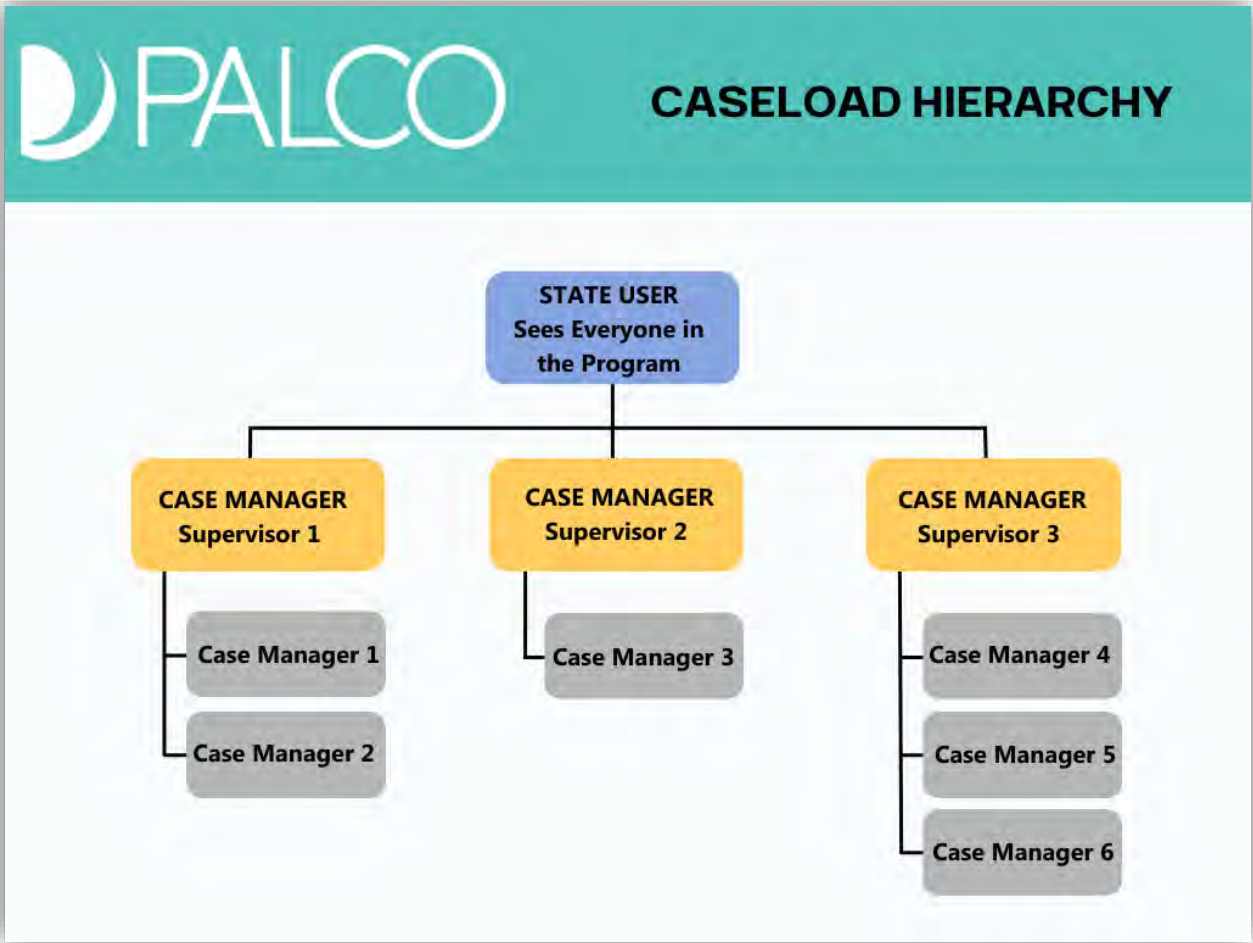 PALCO
CASELOAD HIERARCHY
STATE USER
Sees Everyone in
the Program
CASE MANAGER
Supervisor 1
CASE MANAGER
Supervisor 2
CASE MANAGER
Supervisor 3
Case Manager 1
Case Manager 2
Case Manager 3
Case Manager 4
Case Manager 5
Case Manager 6